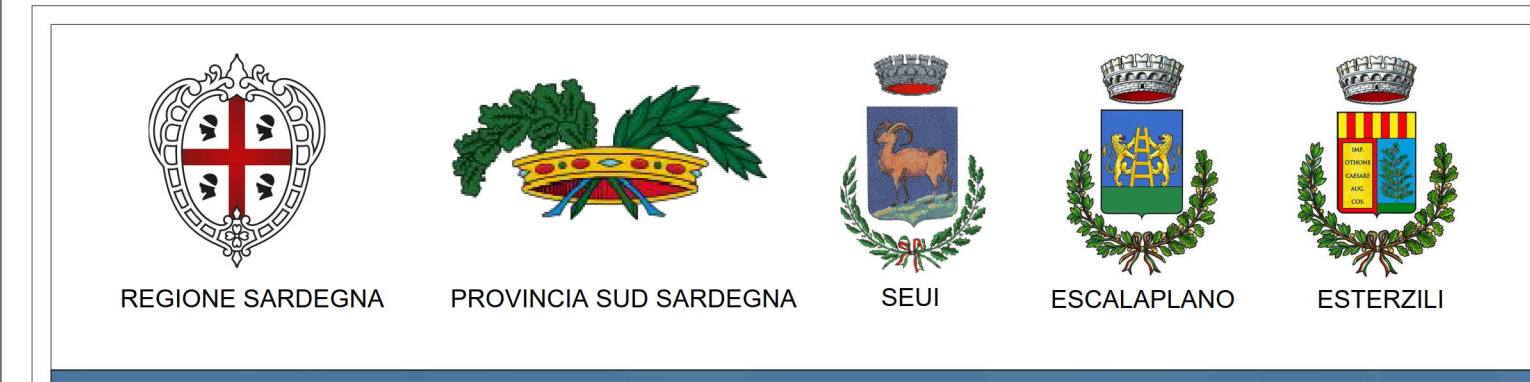 IMP.
OTHONE
CAESARE
AUG.
COS.
REGIONE SARDEGNA
PROVINCIA SUD SARDEGNA
SEUI
ESCALAPLANO
ESTERZILI